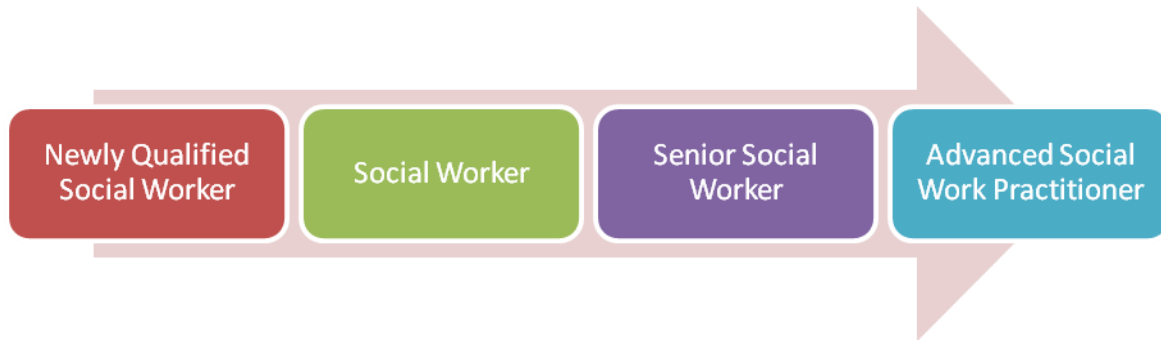 Newly Qualified
Social Worker
Social Worker
Senior Social
Worker
Advanced Social
Work Practitioner